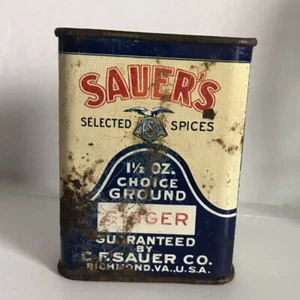 SAUER'S
SELECTED SPICES
1½ OZ.
CHOICE
GROUND
GINGER
GUARANTEED
BY
C.F. SAUER CO.
RICHMOND, VA., U.S.A.